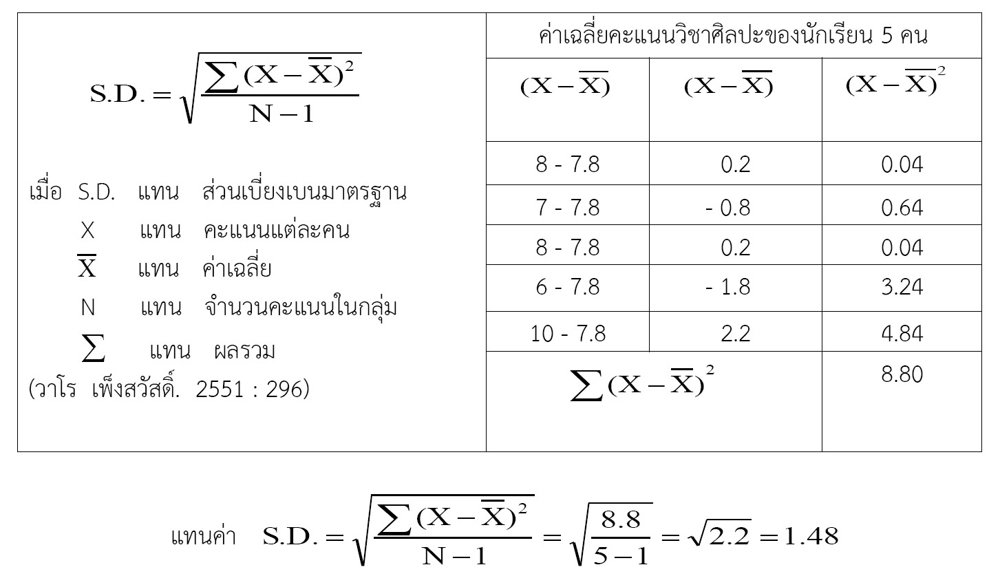 S.D. = √(∑(X − X̅)² / (N − 1))
เมื่อ S.D. แทน ส่วนเบี่ยงเบนมาตรฐาน
X แทน คะแนนแต่ละคน
X̅ แทน ค่าเฉลี่ย
N แทน จำนวนคะแนนในกลุ่ม
∑ แทน ผลรวม
(วาโร เพ็งสวัสดิ์. 2551 : 296)
ค่าเฉลี่ยคะแนนวิชาศิลปะของนักเรียน 5 คน
(X − X̅) (X − X̅) (X − X̅)²
8 - 7.8 0.2 0.04
7 - 7.8 - 0.8 0.64
8 - 7.8 0.2 0.04
6 - 7.8 - 1.8 3.24
10 - 7.8 2.2 4.84
∑(X − X̅)² 8.80
แทนค่า S.D. = √(∑(X − X̅)² / (N − 1)) = √(8.8 / (5 − 1)) = √2.2 = 1.48